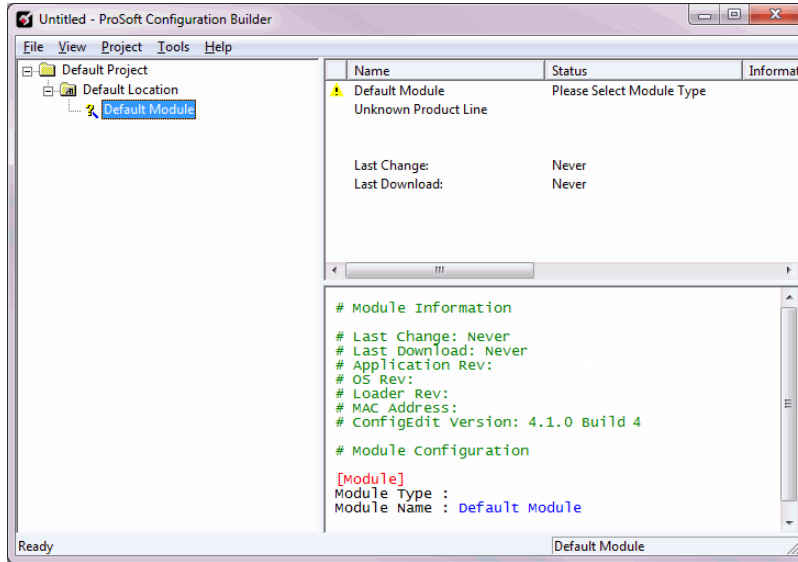 Untitled - ProSoft Configuration Builder
File View Project Tools Help
Default Project
Default Location
Default Module
Name Status Informat
Default Module Please Select Module Type
Unknown Product Line
Last Change: Never
Last Download: Never
# Module Information
# Last Change: Never
# Last Download: Never
# Application Rev:
# OS Rev:
# Loader Rev:
# MAC Address:
# ConfigEdit Version: 4.1.0 Build 4
# Module Configuration
[Module]
Module Type :
Module Name : Default Module
Ready Default Module